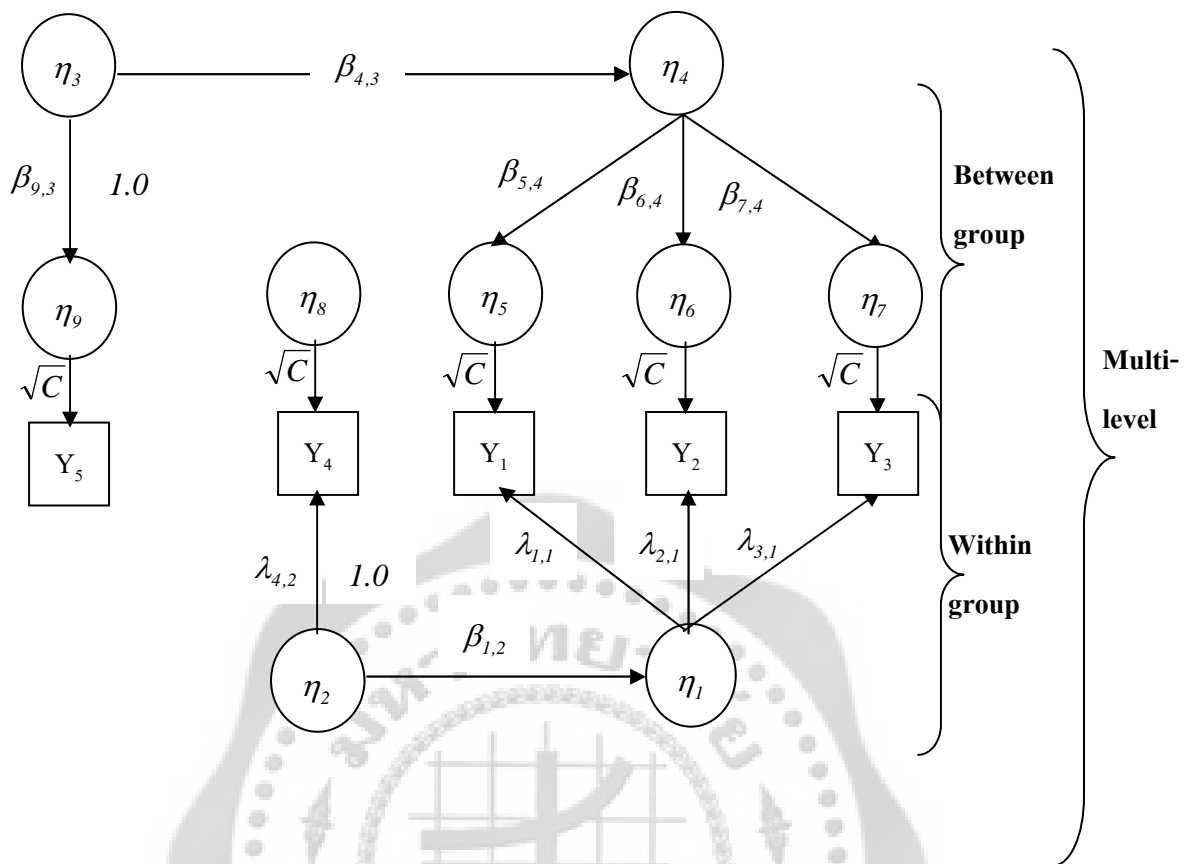 η₃
β₄,₃
η₄
β₉,₃ 1.0
β₅,₄
β₆,₄
β₇,₄
Between
group
η₉
η₈
η₅
η₆
η₇
√C
√C
√C
√C
√C
Multi-
level
Y₅
Y₄
Y₁
Y₂
Y₃
λ₄,₂ 1.0
λ₁,₁
λ₂,₁
λ₃,₁
Within
group
β₁,₂
η₂
η₁